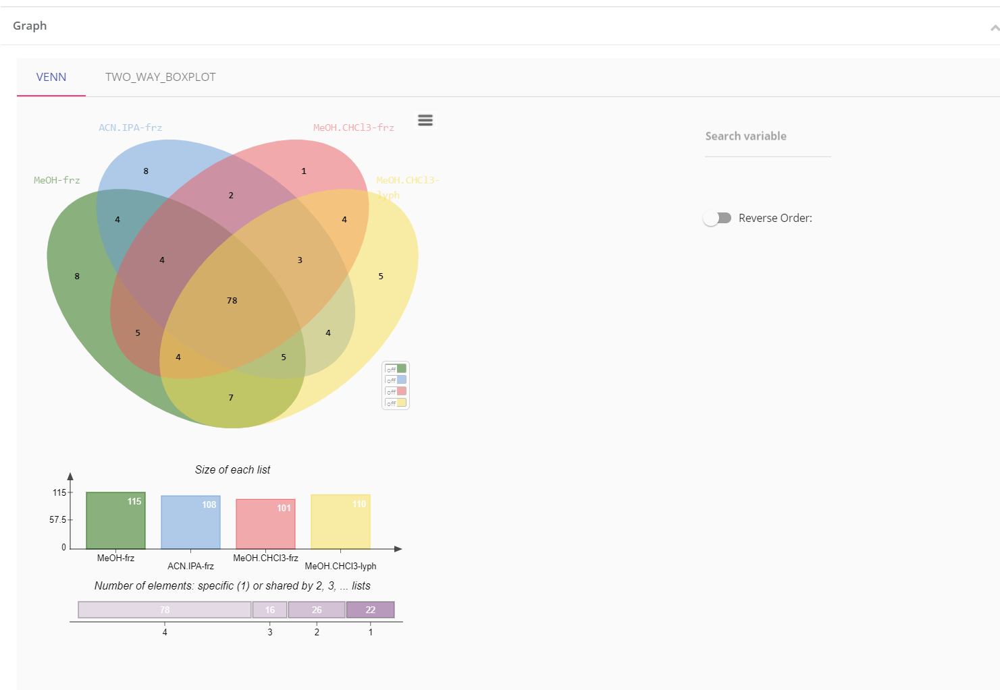 Graph
VENN TWO_WAY_BOXPLOT
ACN.IPA-frz MeOH.CHCl3-frz
Search variable
8 1
MeOH-frz MeOH.CHCl3-
lyph
2
4 4
Reverse Order:
4 3
8 5
78
5 4
4 5
off
off
off
off
7
Size of each list
115
57.5
0
115 108 101 110
MeOH-frz MeOH.CHCl3-frz
ACN.IPA-frz MeOH.CHCl3-lyph
Number of elements: specific (1) or shared by 2, 3, ... lists
78 16 26 22
4 3 2 1